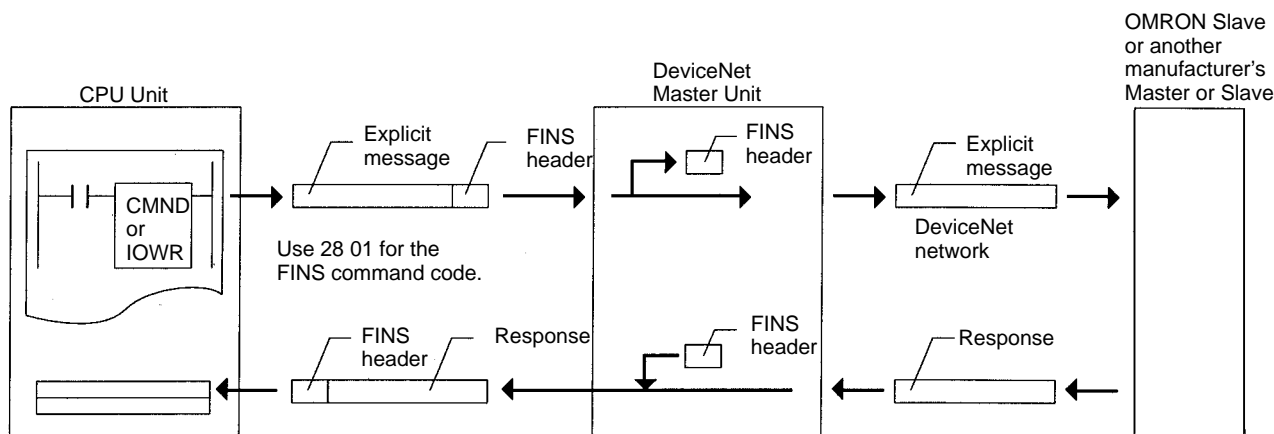 OMRON Slave
or another
manufacturer's
Master or Slave
DeviceNet
Master Unit
CPU Unit
Explicit
message
FINS
header
FINS
header
Explicit
message
CMND
or
IOWR
Use 28 01 for the
FINS command code.
DeviceNet
network
FINS
header
Response
FINS
header
Response